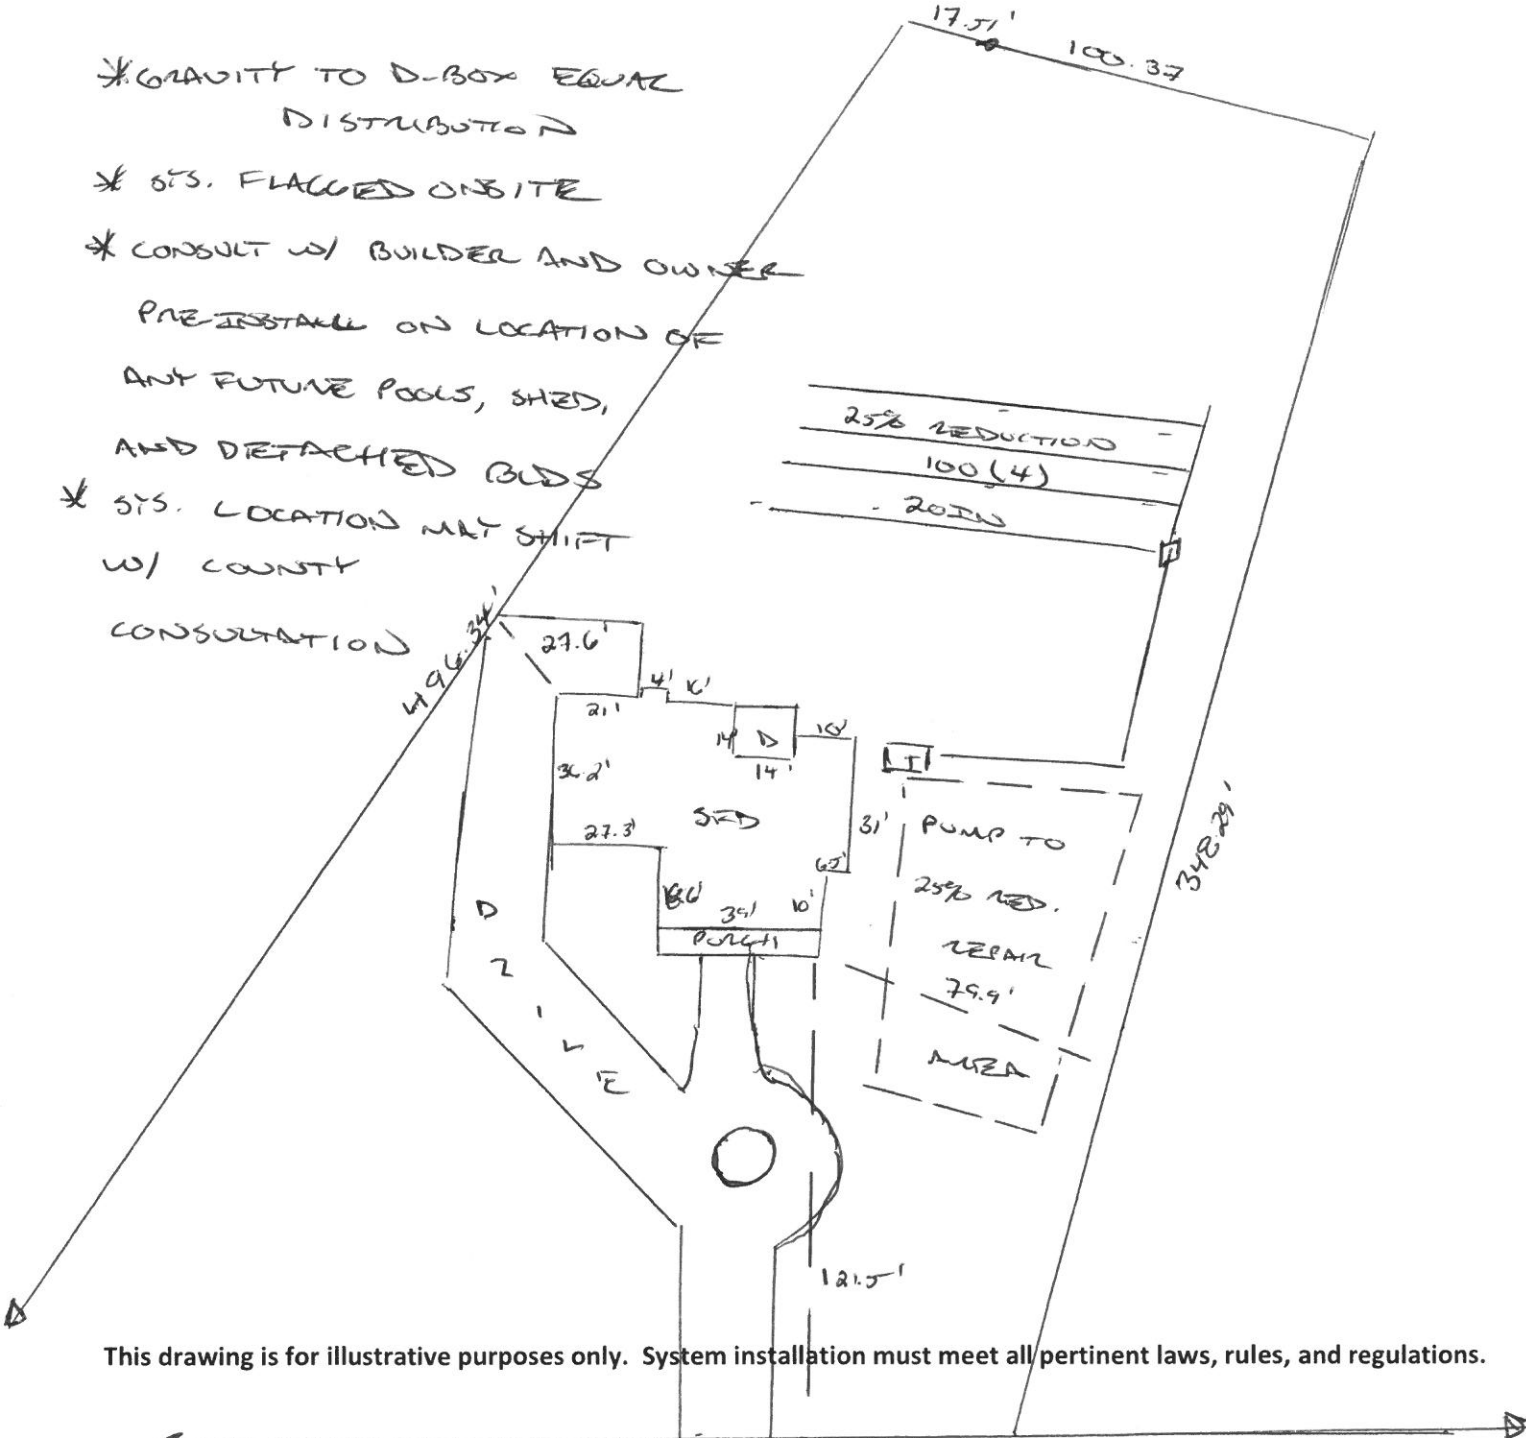 17.51'
100.37
*GRAVITY TO D-BOX EQUAL
DISTRIBUTION
* SYS. FLAGGED ONSITE
* CONSULT W/ BUILDER AND OWNER
PRE-INSTALL ON LOCATION OF
ANY FUTURE POOLS, SHED,
AND DETACHED BLDS
* SYS. LOCATION MAY SHIFT
W/ COUNTY
CONSULTATION
25% REDUCTION
100(4)
20IN
496.34'
27.6'
4'
16'
21'
14'
D
10'
14'
T
36.2'
SFD
31'
27.3'
PUMP TO
25% RED.
REPAIR
79.9'
AREA
348.29'
39'
10'
PORCH
DRIVE
121.5'
This drawing is for illustrative purposes only. System installation must meet all pertinent laws, rules, and regulations.